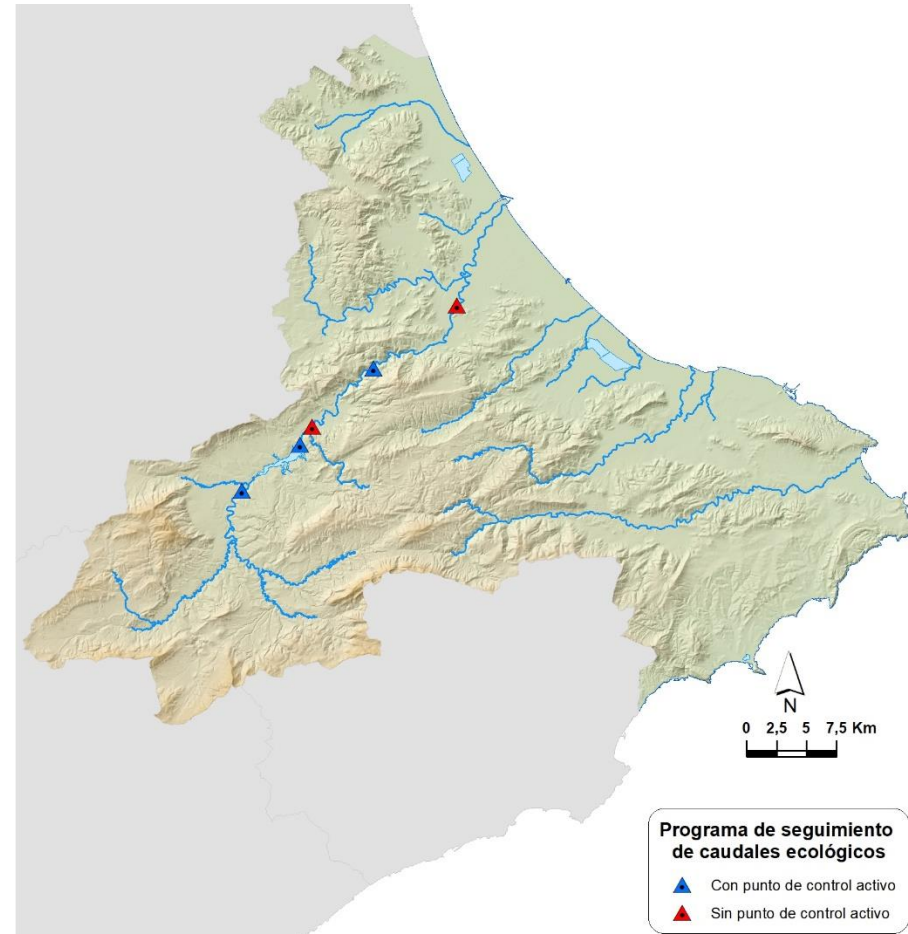 N
0 2,5 5 7,5 Km
Programa de seguimiento
de caudales ecológicos
Con punto de control activo
Sin punto de control activo